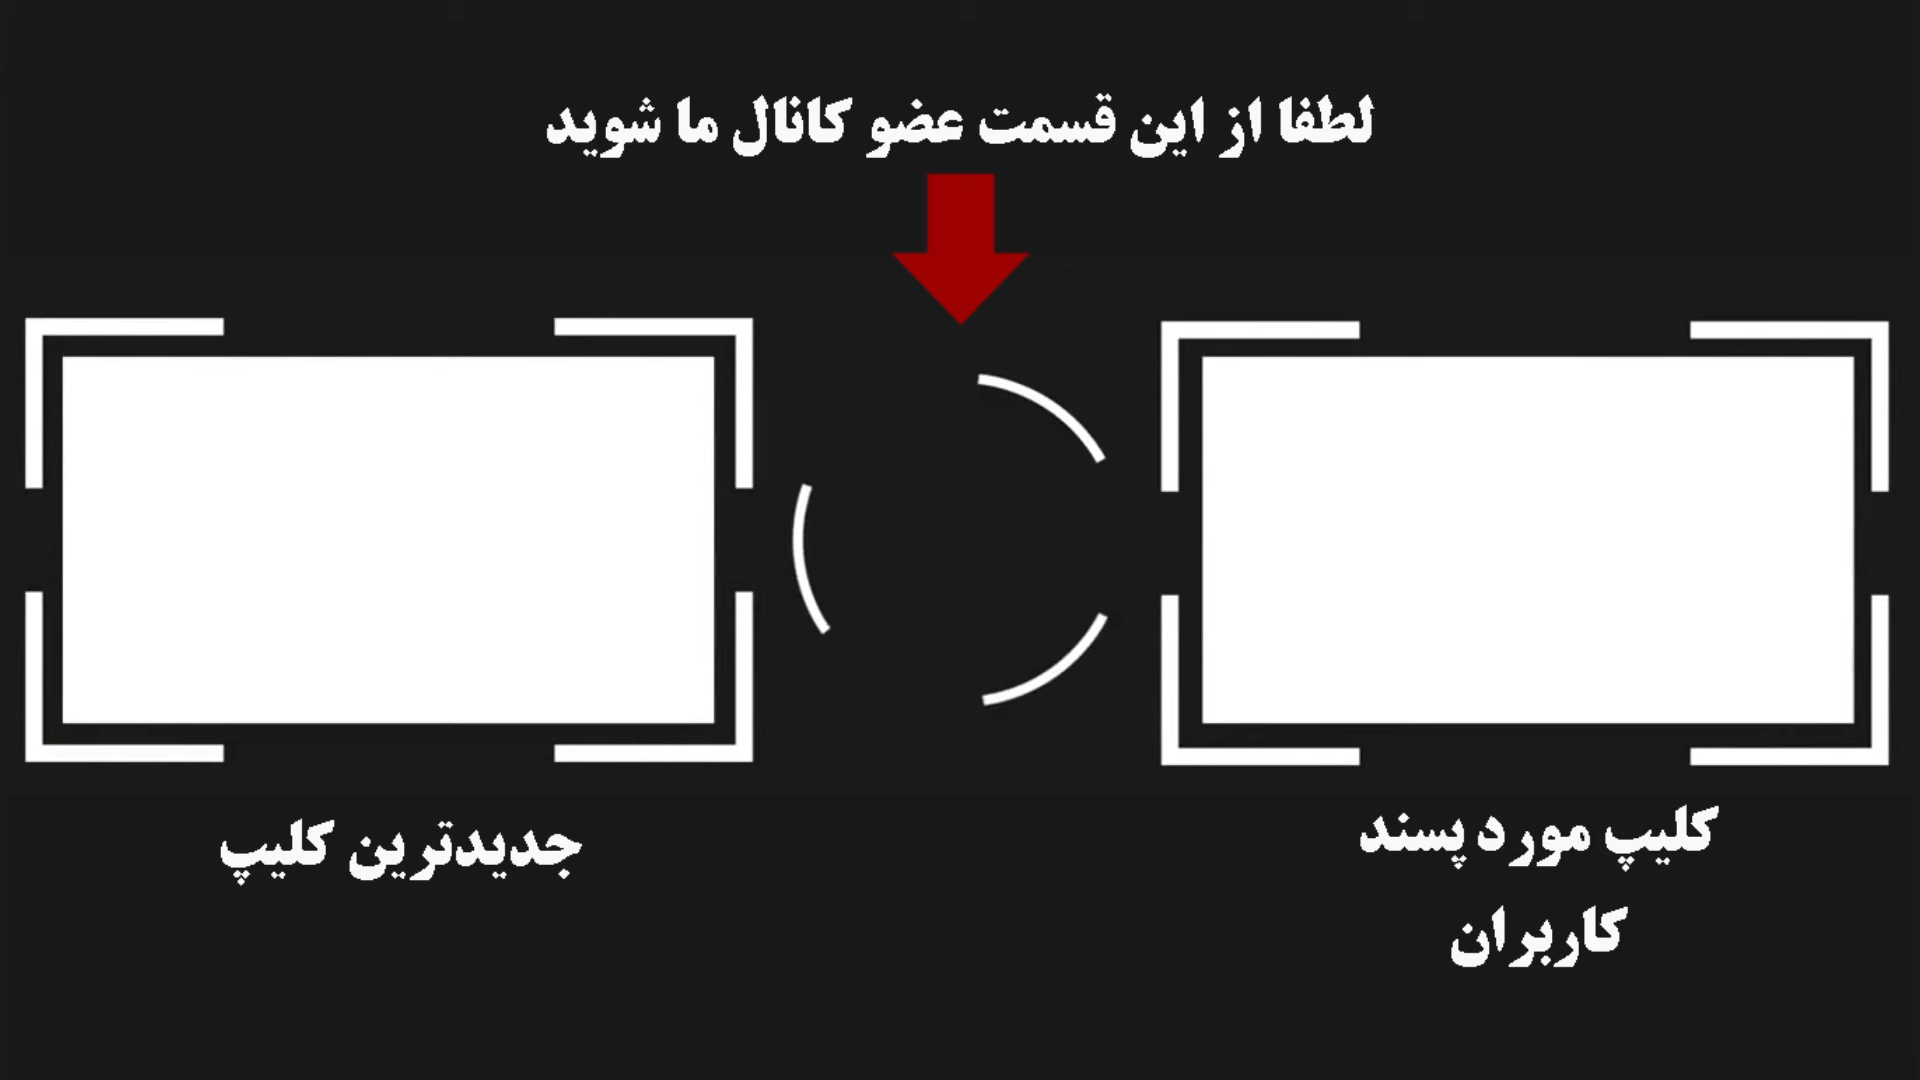 لطفا از این قسمت عضو کانال ما شوید
کلیپ مورد پسند
کاربران
جدیدترین کلیپ